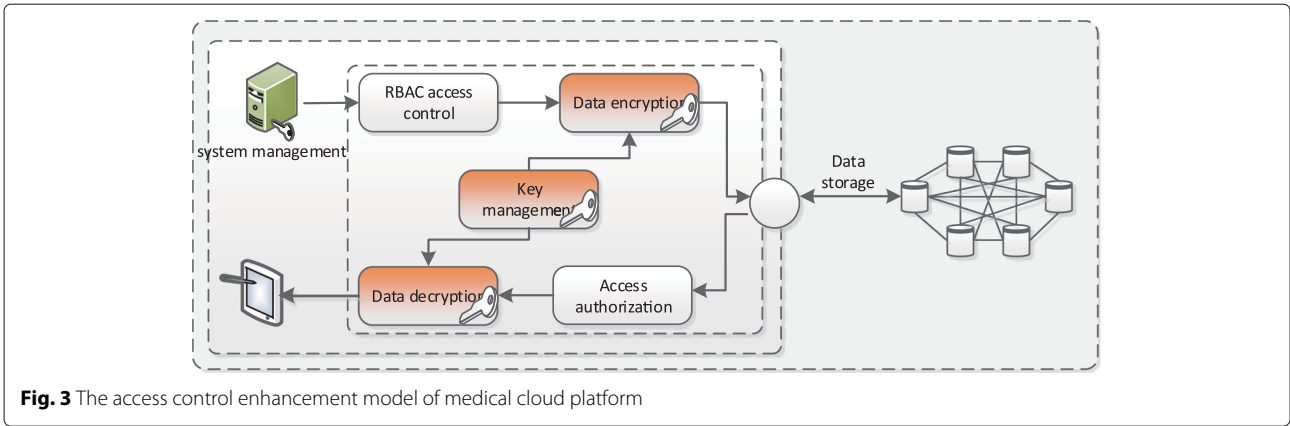 RBAC access
control
Data encryption
system management
Key
management
Data
storage
Data decryption
Access
authorization
Fig. 3 The access control enhancement model of medical cloud platform